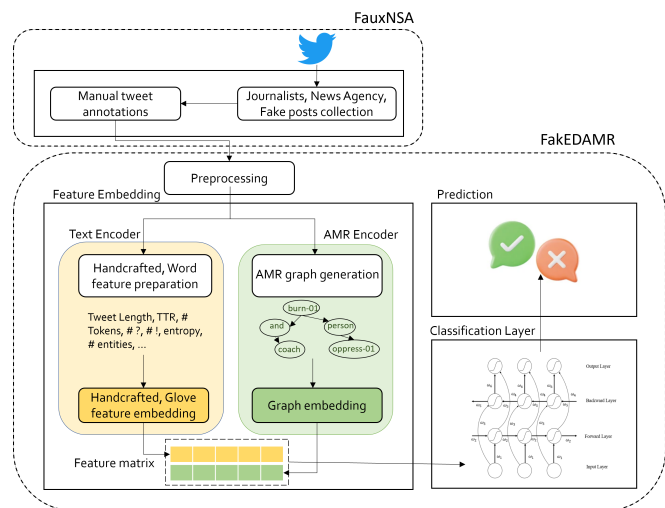 FauxNSA
Manual tweet
annotations
Journalists, News Agency,
Fake posts collection
FakEDAMR
Preprocessing
Feature Embedding
Text Encoder
Handcrafted, Word
feature preparation
Tweet Length, TTR, #
Tokens, # ?, # !, entropy,
# entities, ...
Handcrafted, Glove
feature embedding
AMR Encoder
AMR graph generation
burn-01
and
person
coach
oppress-01
Graph embedding
Feature matrix
Prediction
Classification Layer
Output Layer
Backward Layer
Forward Layer
Input Layer